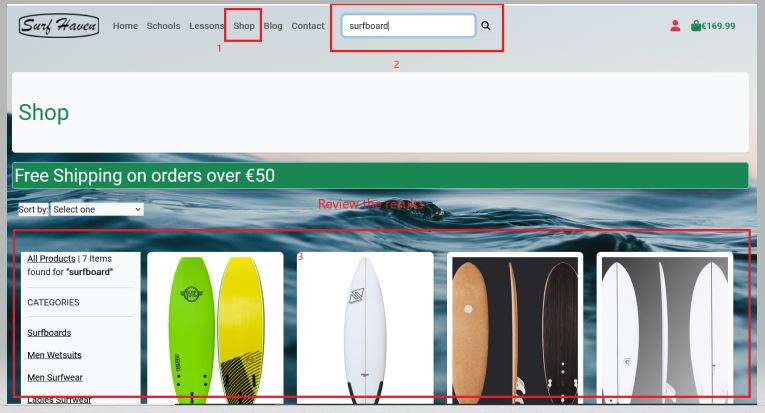 Surf Haven
Home Schools Lessons Shop Blog Contact surfboard €169.99
1
2
Shop
Free Shipping on orders over €50
Review the results
Sort by: Select one
3
All Products | 7 Items
found for "surfboard"
CATEGORIES
Surfboards
Men Wetsuits
Men Surfwear
Ladies Surfwear